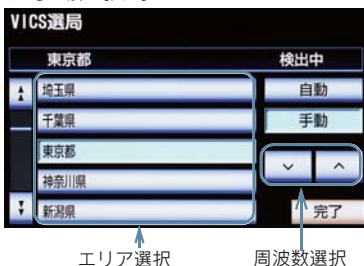 VICS選局
東京都 検出中
埼玉県 自動
千葉県 手動
東京都
神奈川県
新潟県 完了
エリア選択 周波数選択